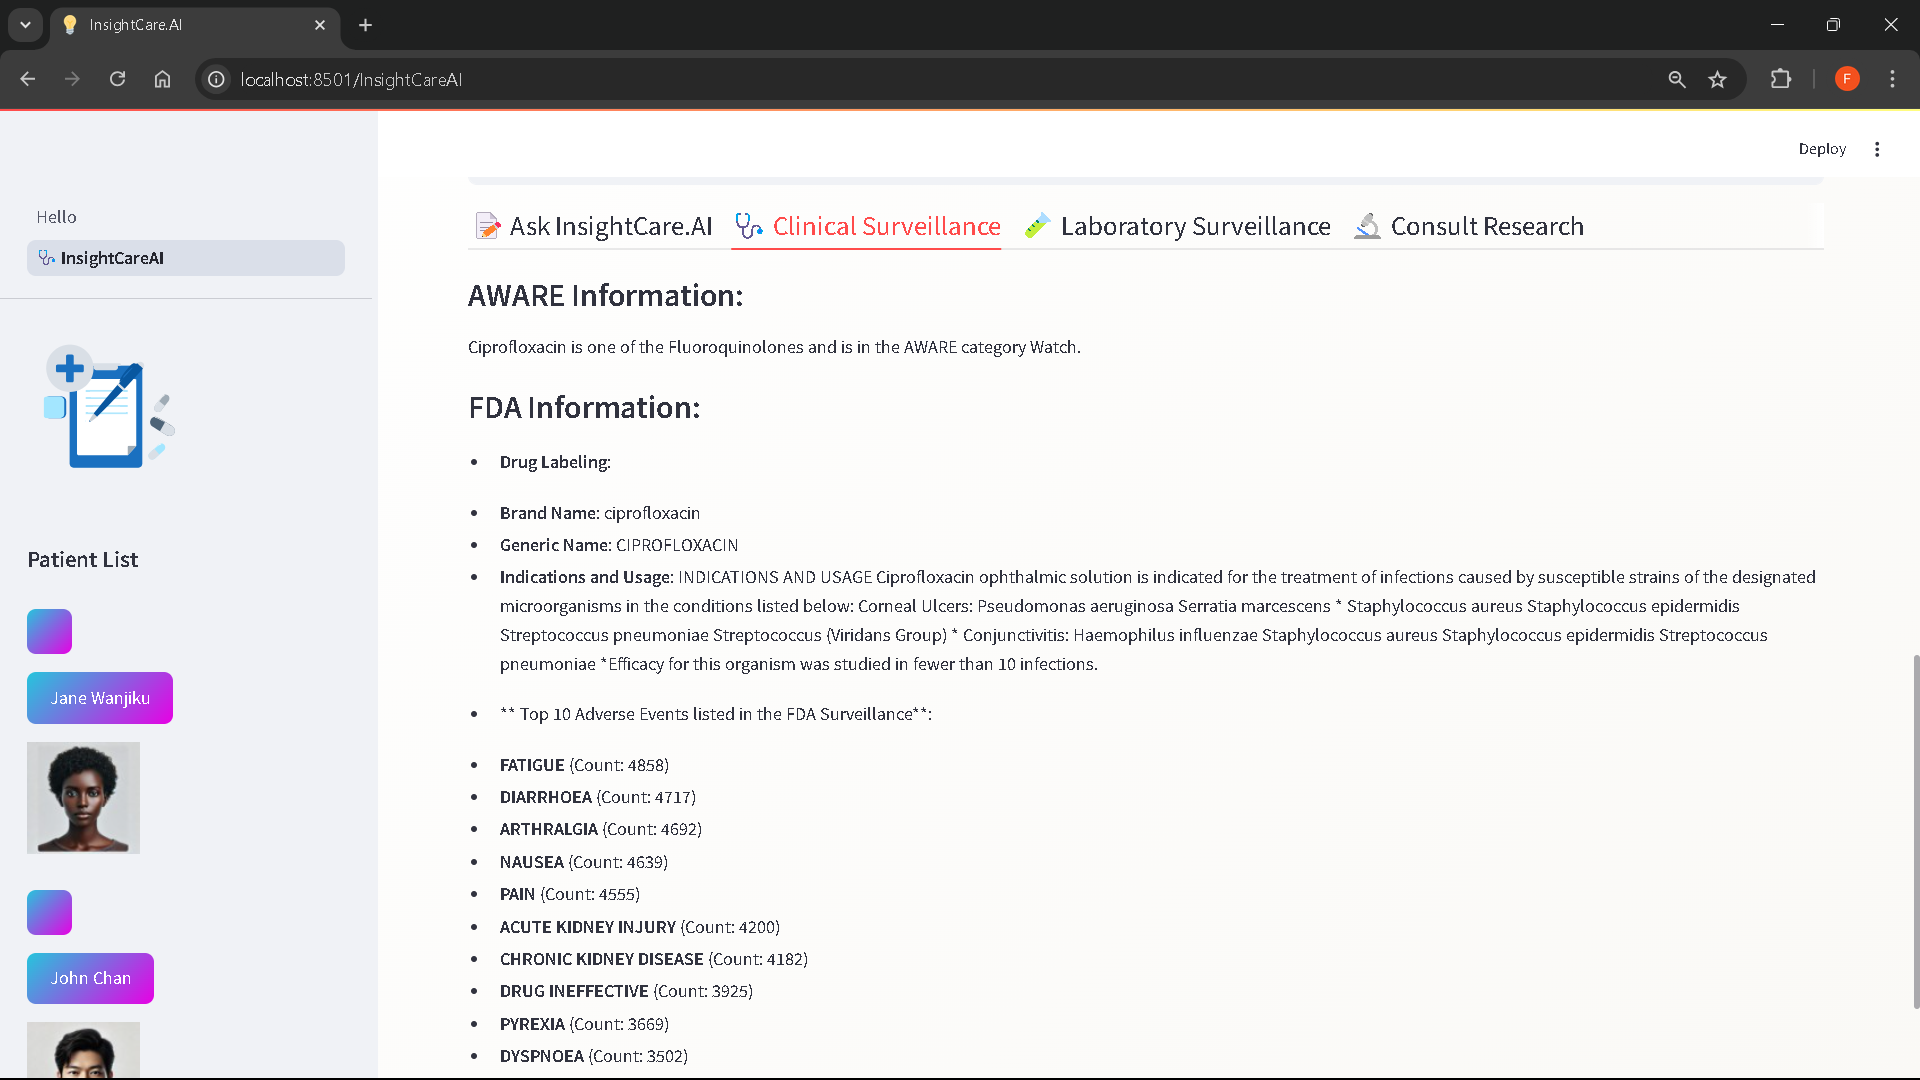 InsightCare.AI
localhost:8501/InsightCareAI
F
Deploy
Hello
InsightCareAI
Patient List
Jane Wanjiku
John Chan
Ask InsightCare.AI
Clinical Surveillance
Laboratory Surveillance
Consult Research
AWARE Information:
Ciprofloxacin is one of the Fluoroquinolones and is in the AWARE category Watch.
FDA Information:
Drug Labeling:
Brand Name: ciprofloxacin
Generic Name: CIPROFLOXACIN
Indications and Usage: INDICATIONS AND USAGE Ciprofloxacin ophthalmic solution is indicated for the treatment of infections caused by susceptible strains of the designated
microorganisms in the conditions listed below: Corneal Ulcers: Pseudomonas aeruginosa Serratia marcescens * Staphylococcus aureus Staphylococcus epidermidis
Streptococcus pneumoniae Streptococcus (Viridans Group) * Conjunctivitis: Haemophilus influenzae Staphylococcus aureus Staphylococcus epidermidis Streptococcus
pneumoniae *Efficacy for this organism was studied in fewer than 10 infections.
** Top 10 Adverse Events listed in the FDA Surveillance**:
FATIGUE (Count: 4858)
DIARRHOEA (Count: 4717)
ARTHRALGIA (Count: 4692)
NAUSEA (Count: 4639)
PAIN (Count: 4555)
ACUTE KIDNEY INJURY (Count: 4200)
CHRONIC KIDNEY DISEASE (Count: 4182)
DRUG INEFFECTIVE (Count: 3925)
PYREXIA (Count: 3669)
DYSPNOEA (Count: 3502)